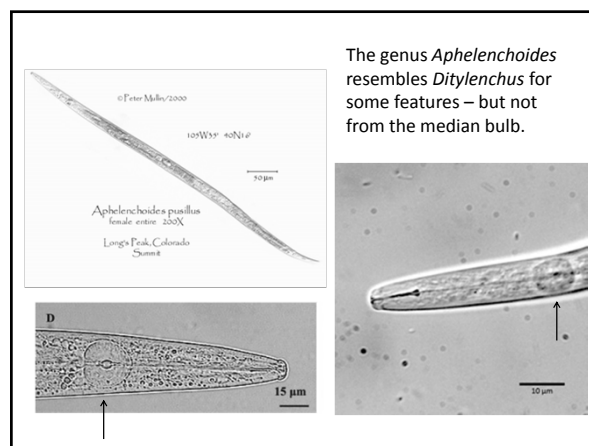 The genus Aphelenchoides
resembles Ditylenchus for
some features – but not
from the median bulb.
© Peter Mullin/2000
105W35' 40N16'
50 µm
Aphelenchoides pusillus
female entire 200X
Long's Peak, Colorado
Summit
D
15 µm
10 µm